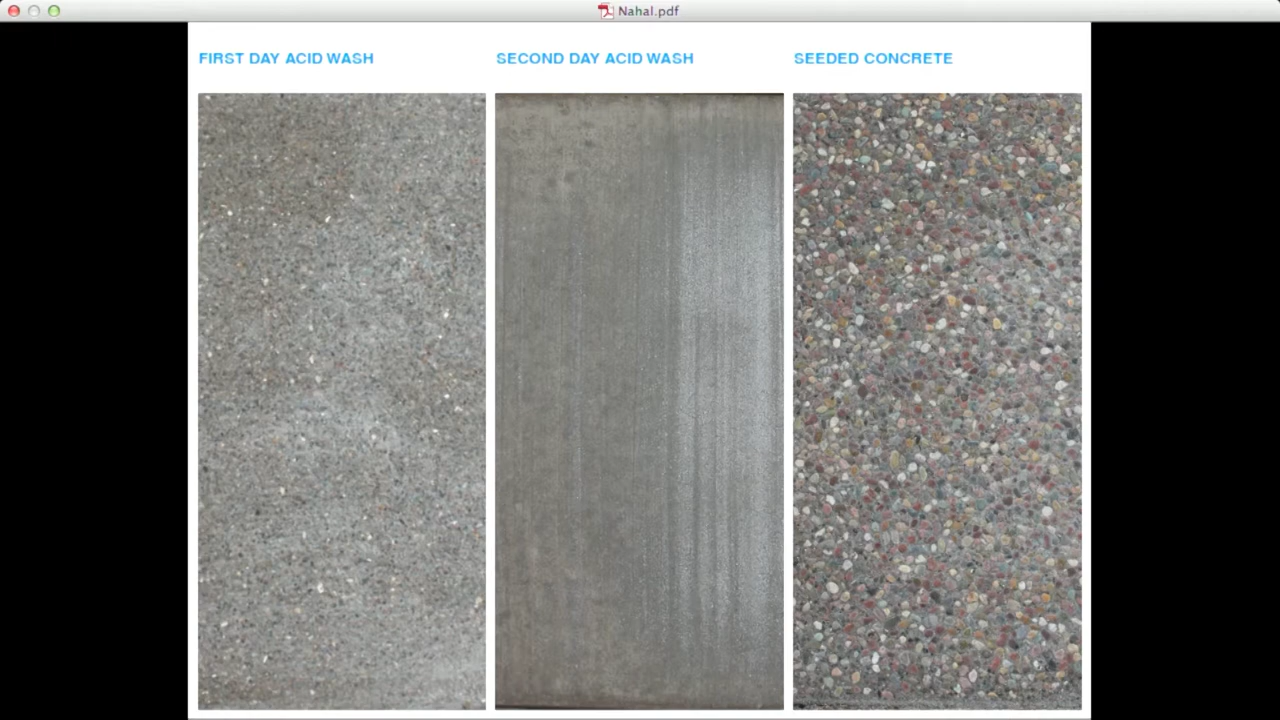 Nahal.pdf
FIRST DAY ACID WASH
SECOND DAY ACID WASH
SEEDED CONCRETE